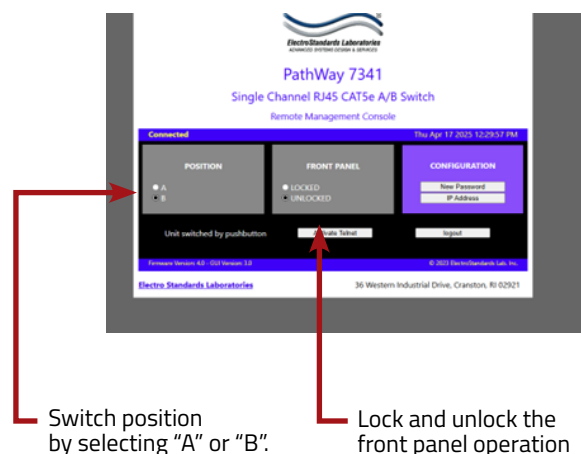 ElectroStandards Laboratories
ADVANCED SYSTEMS DESIGN & SERVICES
PathWay 7341
Single Channel RJ45 CAT5e A/B Switch
Remote Management Console
Connected
Thu Apr 17 2025 12:29:57 PM
POSITION
A
B
FRONT PANEL
LOCKED
UNLOCKED
CONFIGURATION
New Password
IP Address
Unit switched by pushbutton
Telnet
logout
Firmware Version: 4.0 - GUI Version: 1.0
© 2023 ElectroStandards Lab, Inc.
Electro Standards Laboratories
36 Western Industrial Drive, Cranston, RI 02921
Switch position
by selecting “A” or “B”.
Lock and unlock the
front panel operation